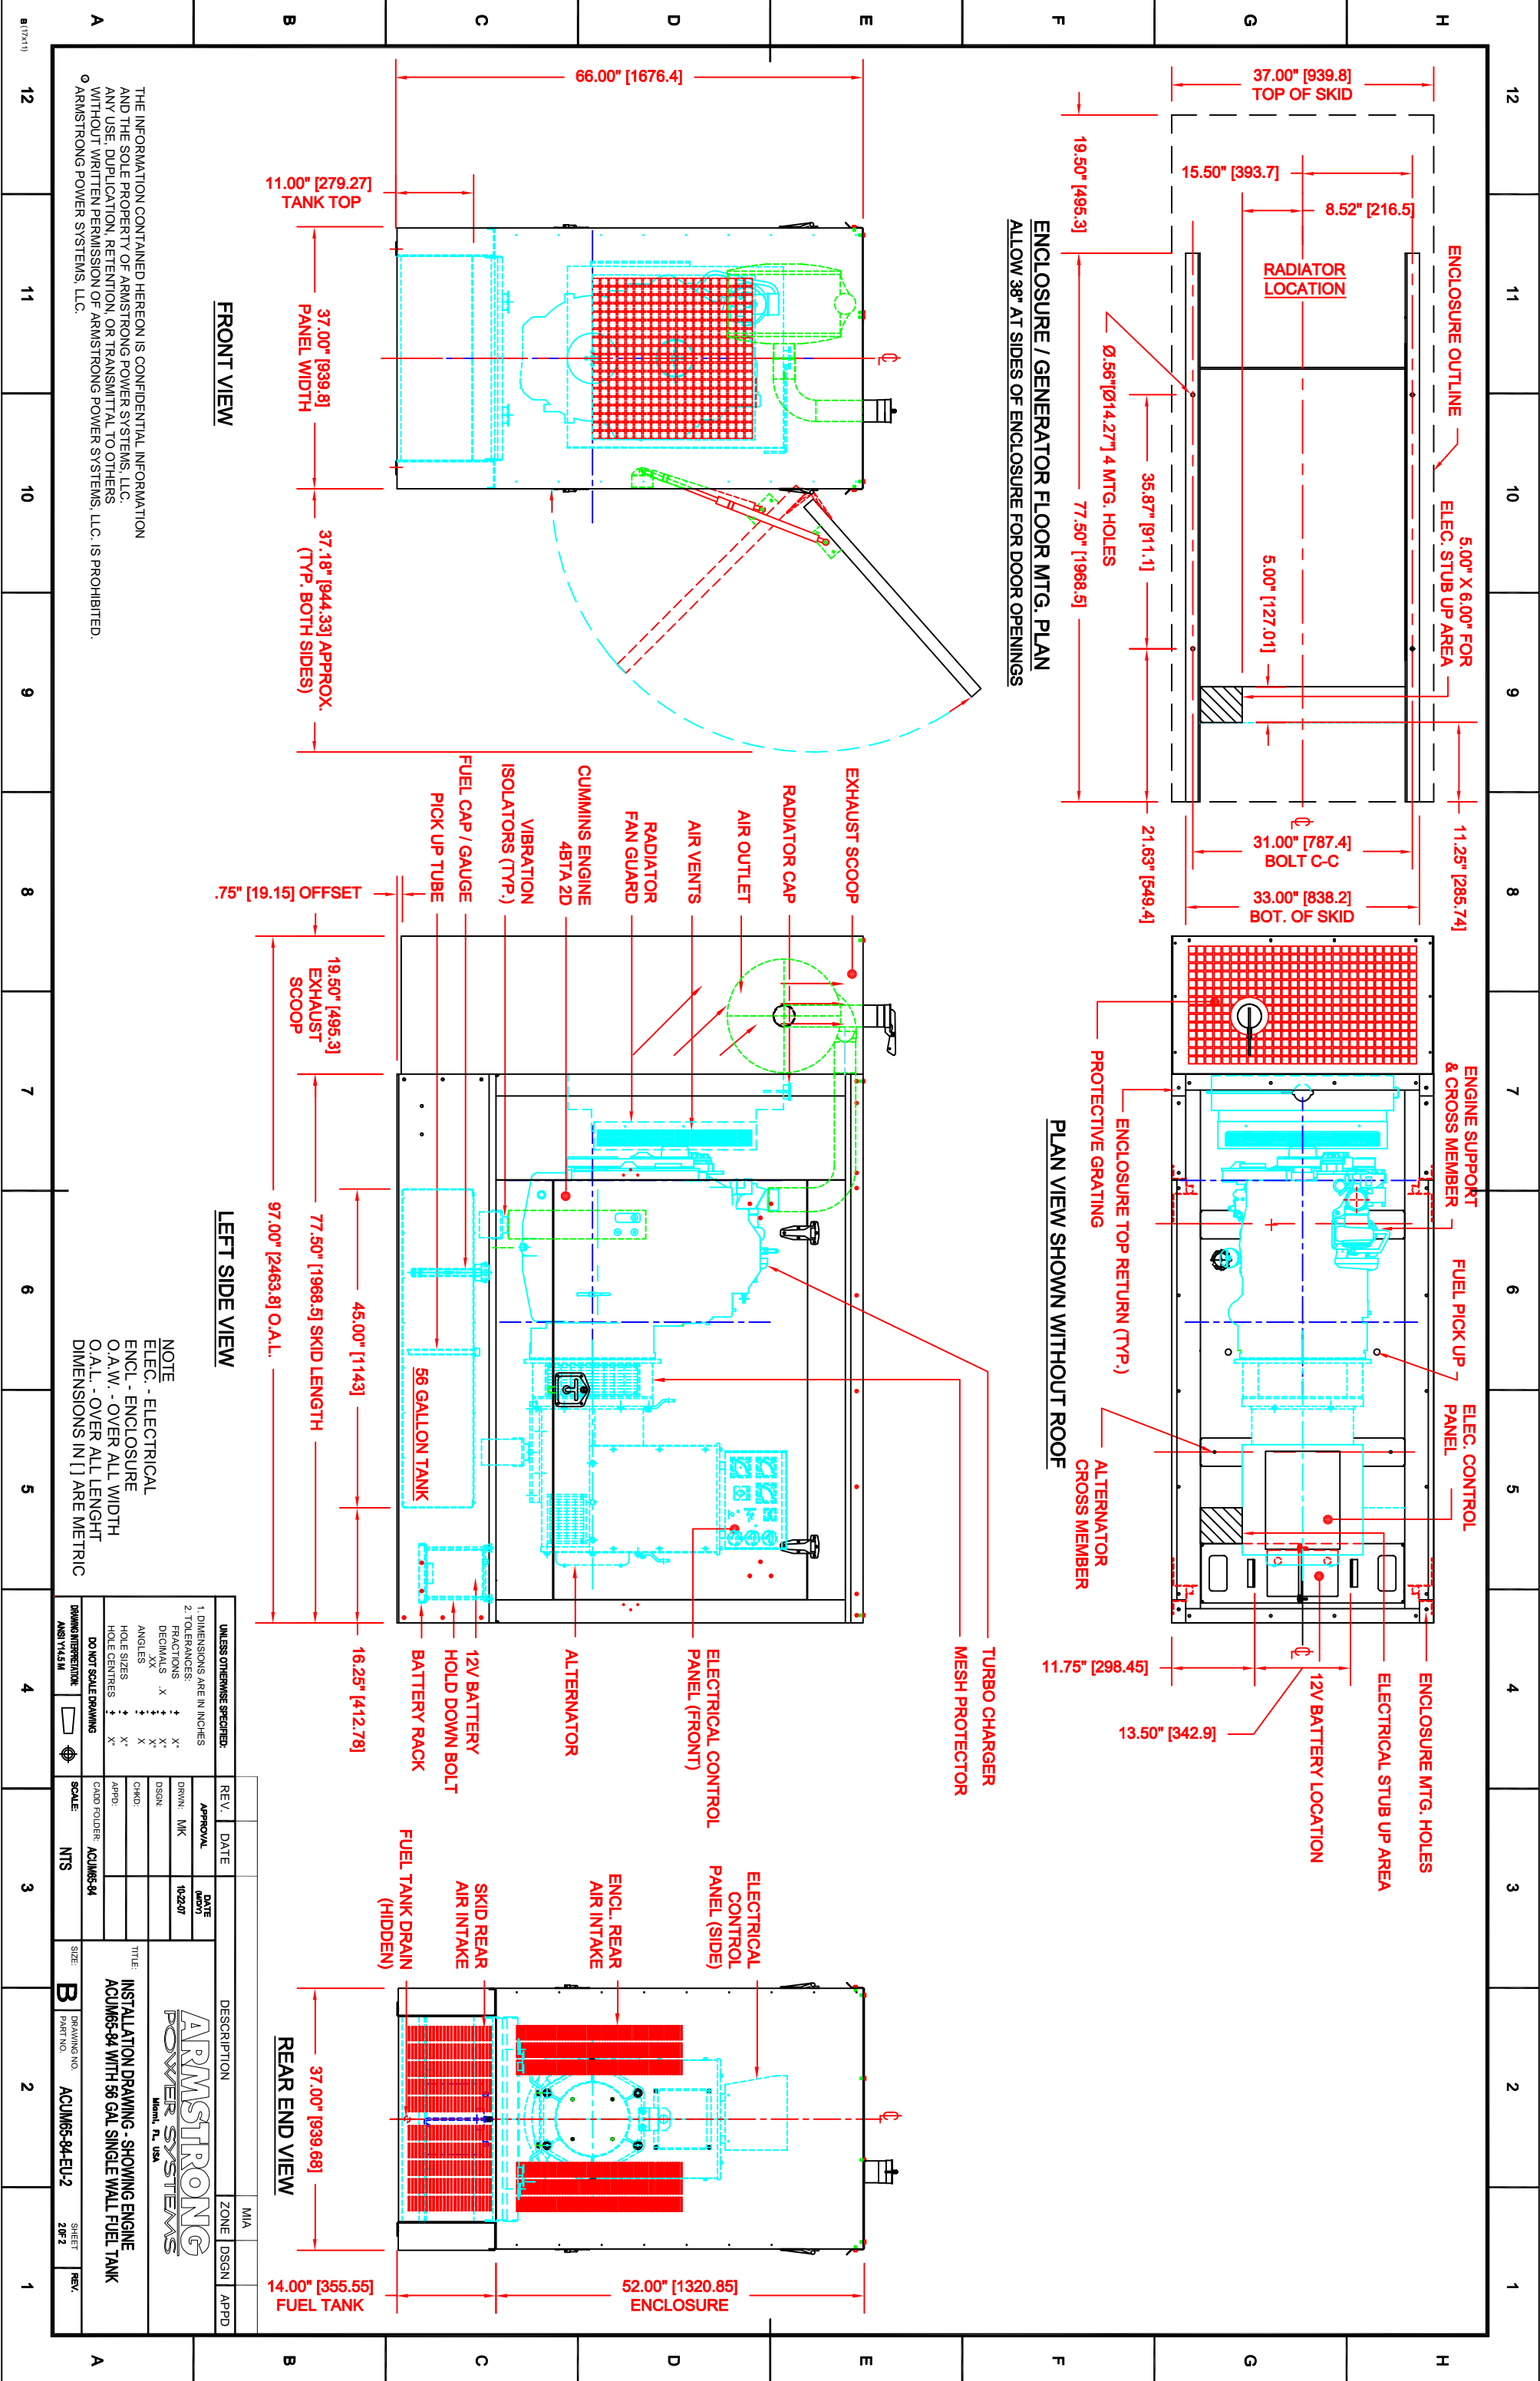 H
G
F
E
D
C
B
A
12
11
10
9
8
7
6
5
4
3
2
1
B (17X11)
37.00" [939.8]
TOP OF SKID
15.50" [393.7]
8.52" [216.5]
RADIATOR
LOCATION
ENCLOSURE OUTLINE
5.00" X 6.00" FOR
ELEC. STUB UP AREA
5.00" [127.01]
11.25" [285.74]
19.50" [495.3]
Ø.56"[Ø14.27"] 4 MTG. HOLES
35.87" [911.1]
77.50" [1968.5]
21.63" [549.4]
31.00" [787.4]
BOLT C-C
33.00" [838.2]
BOT. OF SKID
ENCLOSURE / GENERATOR FLOOR MTG. PLAN
ALLOW 38" AT SIDES OF ENCLOSURE FOR DOOR OPENINGS
ENGINE SUPPORT
& CROSS MEMBER
FUEL PICK UP
ELEC. CONTROL
PANEL
ENCLOSURE MTG. HOLES
ELECTRICAL STUB UP AREA
12V BATTERY LOCATION
13.50" [342.9]
11.75" [298.45]
PROTECTIVE GRATING
ENCLOSURE TOP RETURN (TYP.)
ALTERNATOR
CROSS MEMBER
PLAN VIEW SHOWN WITHOUT ROOF
66.00" [1676.4]
11.00" [279.27]
TANK TOP
37.00" [939.8]
PANEL WIDTH
37.18" [944.33] APPROX.
(TYP. BOTH SIDES)
FRONT VIEW
EXHAUST SCOOP
RADIATOR CAP
AIR OUTLET
AIR VENTS
RADIATOR
FAN GUARD
CUMMINS ENGINE
4BTA 2D
VIBRATION
ISOLATORS (TYP.)
FUEL CAP / GAUGE
PICK UP TUBE
.75" [19.15] OFFSET
19.50" [495.3]
EXHAUST
SCOOP
56 GALLON TANK
45.00" [1143]
16.25" [412.78]
77.50" [1968.5] SKID LENGTH
97.00" [2463.8] O.A.L.
LEFT SIDE VIEW
TURBO CHARGER
MESH PROTECTOR
ELECTRICAL CONTROL
PANEL (FRONT)
ALTERNATOR
12V BATTERY
HOLD DOWN BOLT
BATTERY RACK
ELECTRICAL
CONTROL
PANEL (SIDE)
ENCL. REAR
AIR INTAKE
SKID REAR
AIR INTAKE
FUEL TANK DRAIN
(HIDDEN)
37.00" [939.68]
52.00" [1320.85]
ENCLOSURE
14.00" [355.55]
FUEL TANK
REAR END VIEW
THE INFORMATION CONTAINED HEREON IS CONFIDENTIAL INFORMATION
AND THE SOLE PROPERTY OF ARMSTRONG POWER SYSTEMS, LLC.
ANY USE, DUPLICATION, RETENTION, OR TRANSMITTAL TO OTHERS
WITHOUT WRITTEN PERMISSION OF ARMSTRONG POWER SYSTEMS, LLC. IS PROHIBITED.
© ARMSTRONG POWER SYSTEMS, LLC.
NOTE
ELEC. - ELECTRICAL
ENCL - ENCLOSURE
O.A.W. - OVER ALL WIDTH
O.A.L. - OVER ALL LENGHT
DIMENSIONS IN [ ] ARE METRIC
UNLESS OTHERWISE SPECIFIED:
1. DIMENSIONS ARE IN INCHES
2. TOLERANCES:
FRACTIONS ± X"
DECIMALS .X ± X"
.XX ± X"
ANGLES ± X
HOLE SIZES ± X"
HOLE CENTRES ± X"
DO NOT SCALE DRAWING
DRAWING INTERPRETATION:
ANSI Y14.5 M
MIA
REV. DATE DESCRIPTION ZONE DSGN APPD
APPROVAL DATE (M/D/Y)
DRWN: MK 10-22-07
DSGN:
CHKD:
APPD:
CADD FOLDER: ACUM65-84
SCALE: NTS
ARMSTRONG
POWER SYSTEMS
Miami, FL, USA
TITLE:
INSTALLATION DRAWING - SHOWING ENGINE
ACUM65-84 WITH 56 GAL SINGLE WALL FUEL TANK
SIZE: B
DRAWING NO.
PART NO. ACUM65-84-EU-2
SHEET 2 OF 2
REV.